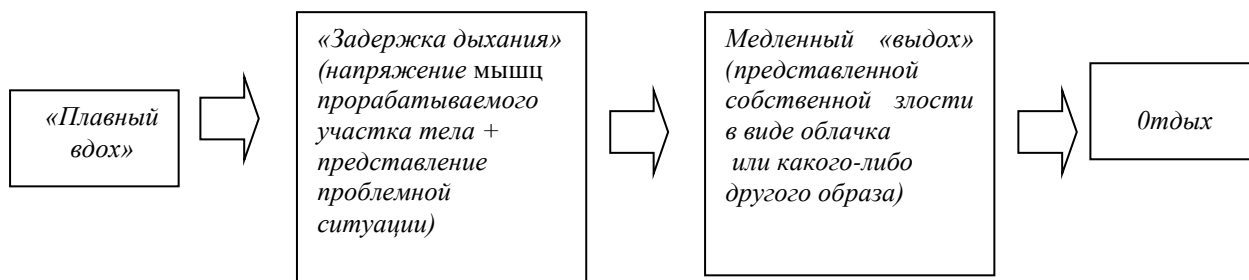 «Плавный
вдох»
«Задержка дыхания»
(напряжение мышц
прорабатываемого
участка тела +
представление
проблемной
ситуации)
Медленный «выдох»
(представленной
собственной злости
в виде облачка
или какого-либо
другого образа)
0тдых